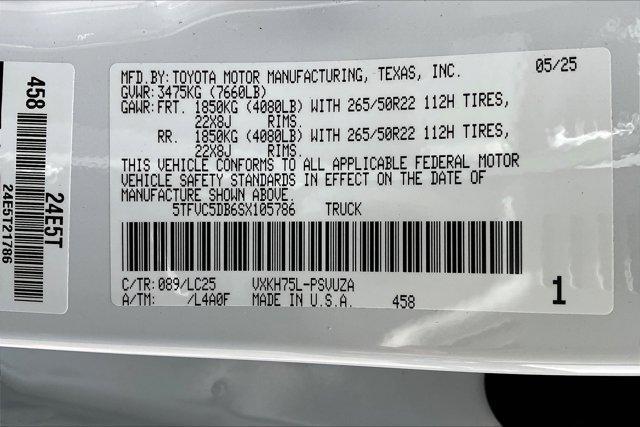 MFD.BY: TOYOTA MOTOR MANUFACTURING, TEXAS, INC. 05/25
GVWR: 3475KG (7660LB)
GAWR: FRT. 1850KG (4080LB) WITH 265/50R22 112H TIRES,
22X8J RIMS.
RR. 1850KG (4080LB) WITH 265/50R22 112H TIRES,
22X8J RIMS.
THIS VEHICLE CONFORMS TO ALL APPLICABLE FEDERAL MOTOR
VEHICLE SAFETY STANDARDS IN EFFECT ON THE DATE OF
MANUFACTURE SHOWN ABOVE.
5TFVC5DB6SX105786 TRUCK
C/TR: 089/LC25 VXKH75L-PSVUZA
A/TM: /L4A0F MADE IN U.S.A. 458 1
458 24E5T
24E5T21786